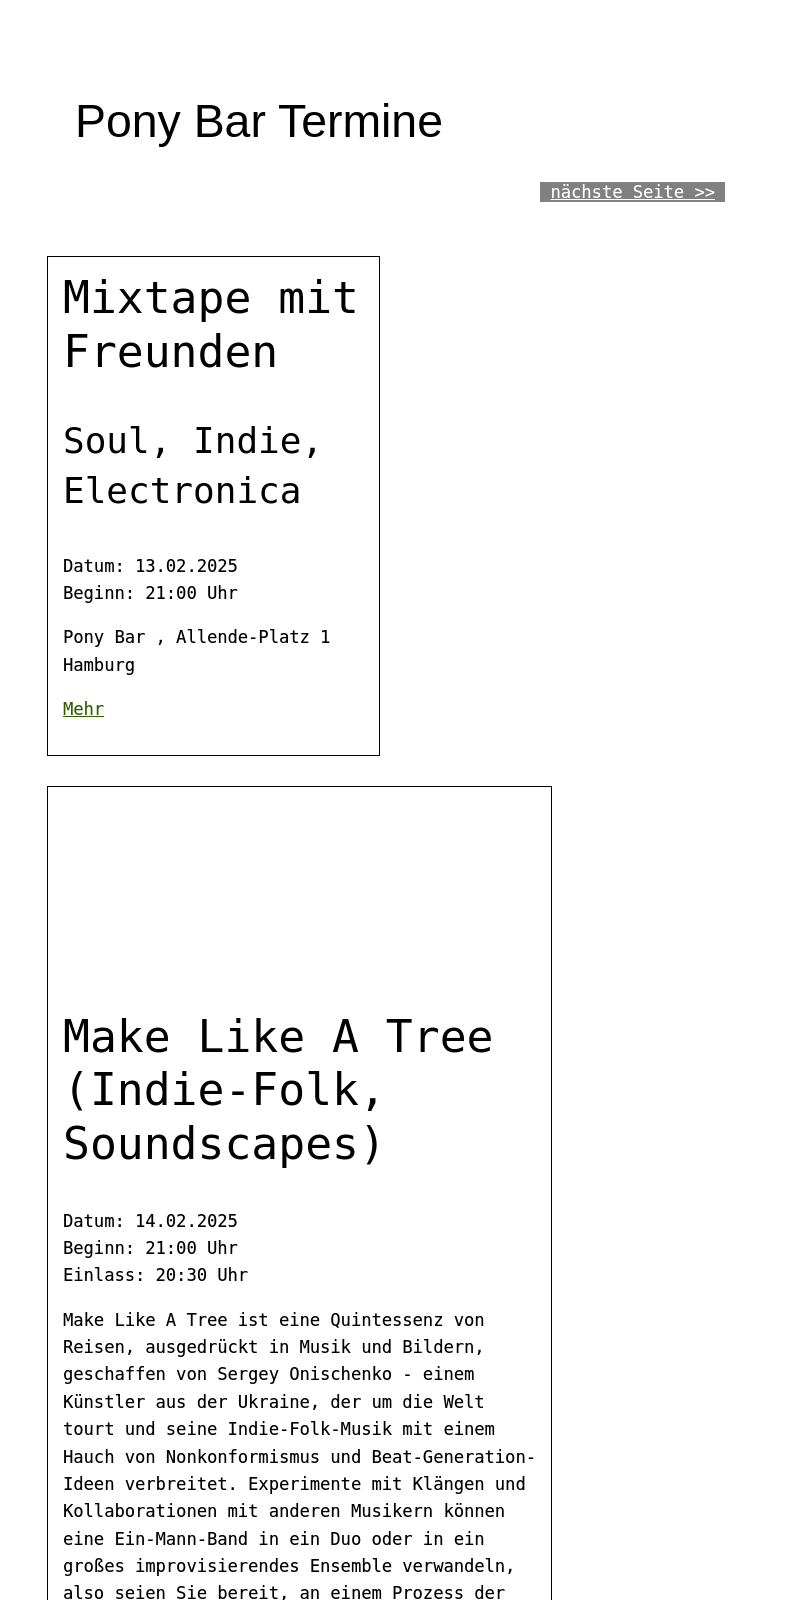 Pony Bar Termine
nächste Seite >>
Mixtape mit
Freunden
Soul, Indie,
Electronica
Datum: 13.02.2025
Beginn: 21:00 Uhr
Pony Bar , Allende-Platz 1
Hamburg
Mehr
Make Like A Tree
(Indie-Folk,
Soundscapes)
Datum: 14.02.2025
Beginn: 21:00 Uhr
Einlass: 20:30 Uhr
Make Like A Tree ist eine Quintessenz von
Reisen, ausgedrückt in Musik und Bildern,
geschaffen von Sergey Onischenko - einem
Künstler aus der Ukraine, der um die Welt
tourt und seine Indie-Folk-Musik mit einem
Hauch von Nonkonformismus und Beat-Generation-
Ideen verbreitet. Experimente mit Klängen und
Kollaborationen mit anderen Musikern können
eine Ein-Mann-Band in ein Duo oder in ein
großes improvisierendes Ensemble verwandeln,
also seien Sie bereit, an einem Prozess der